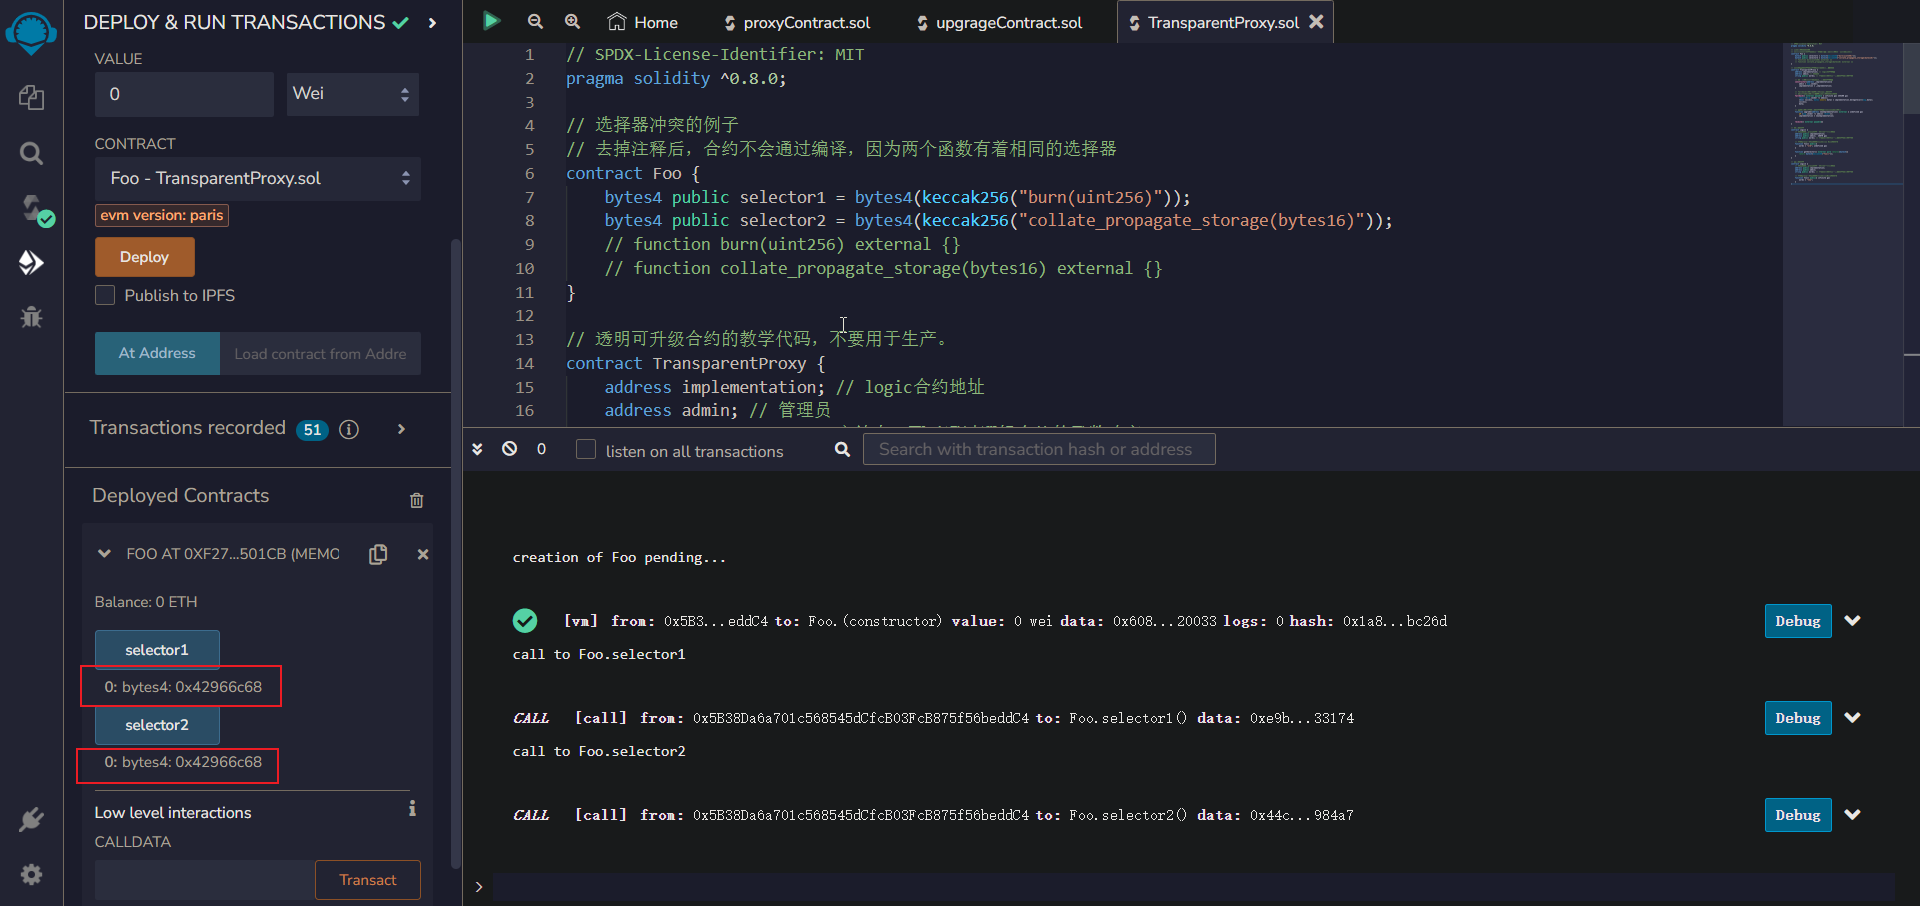 DEPLOY & RUN TRANSACTIONS
VALUE
0
Wei
CONTRACT
Foo - TransparentProxy.sol
evm version: paris
Deploy
Publish to IPFS
At Address
Load contract from Addre
Transactions recorded 51
Deployed Contracts
FOO AT 0XF27...501CB (MEMO
Balance: 0 ETH
selector1
0: bytes4: 0x42966c68
selector2
0: bytes4: 0x42966c68
Low level interactions
CALLDATA
Transact
Home
proxyContract.sol
upgrageContract.sol
TransparentProxy.sol
1 // SPDX-License-Identifier: MIT
2 pragma solidity ^0.8.0;
3
4 // 选择器冲突的例子
5 // 去掉注释后，合约不会通过编译，因为两个函数有着相同的选择器
6 contract Foo {
7 bytes4 public selector1 = bytes4(keccak256("burn(uint256)"));
8 bytes4 public selector2 = bytes4(keccak256("collate_propagate_storage(bytes16)"));
9 // function burn(uint256) external {}
10 // function collate_propagate_storage(bytes16) external {}
11 }
12
13 // 透明可升级合约的教学代码，不要用于生产。
14 contract TransparentProxy {
15 address implementation; // logic合约地址
16 address admin; // 管理员
0
listen on all transactions
Search with transaction hash or address
creation of Foo pending...
[vm] from: 0x5B3...eddC4 to: Foo.(constructor) value: 0 wei data: 0x608...20033 logs: 0 hash: 0x1a8...bc26d
Debug
call to Foo.selector1
CALL [call] from: 0x5B38Da6a701c568545dCfcB03FcB875f56beddC4 to: Foo.selector1() data: 0xe9b...33174
Debug
call to Foo.selector2
CALL [call] from: 0x5B38Da6a701c568545dCfcB03FcB875f56beddC4 to: Foo.selector2() data: 0x44c...984a7
Debug
>